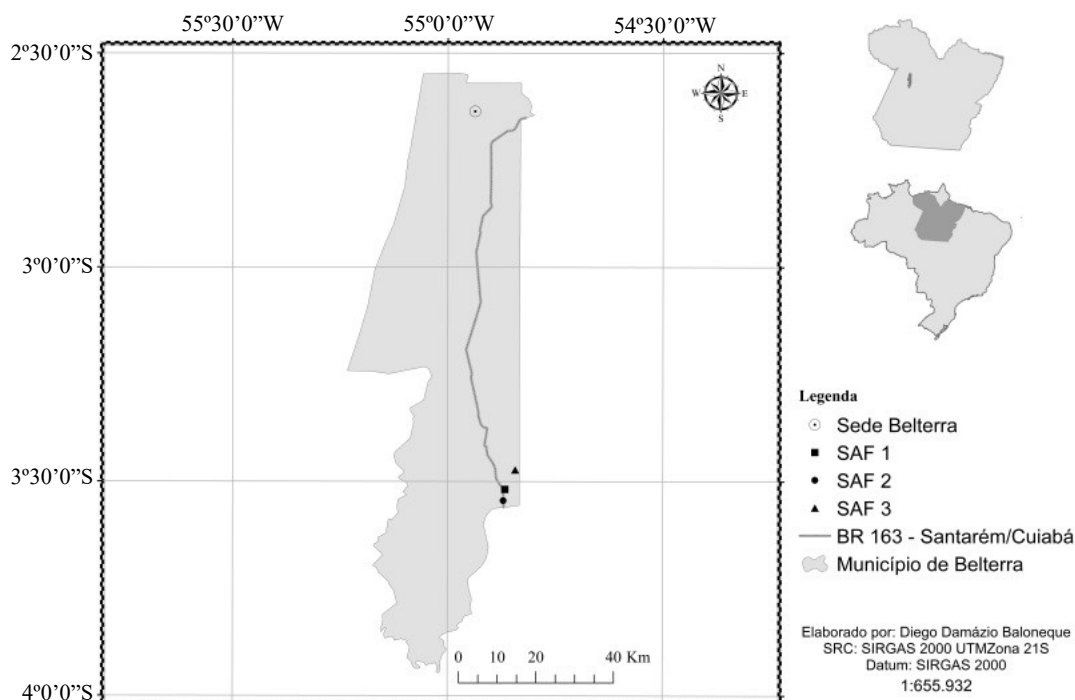 55º30’0”W 55º00’0”W 54º30’0”W
2º30’0”S
3º0’0”S
3º30’0”S
4º0’0”S
N
W E
S
0 10 20 40 Km
Legenda
Sede Belterra
SAF 1
SAF 2
SAF 3
BR 163 - Santarém/Cuiabá
Município de Belterra
Elaborado por: Diego Damázio Baloneque
SRC: SIRGAS 2000 UTMZona 21S
Datum: SIRGAS 2000
1:655.932